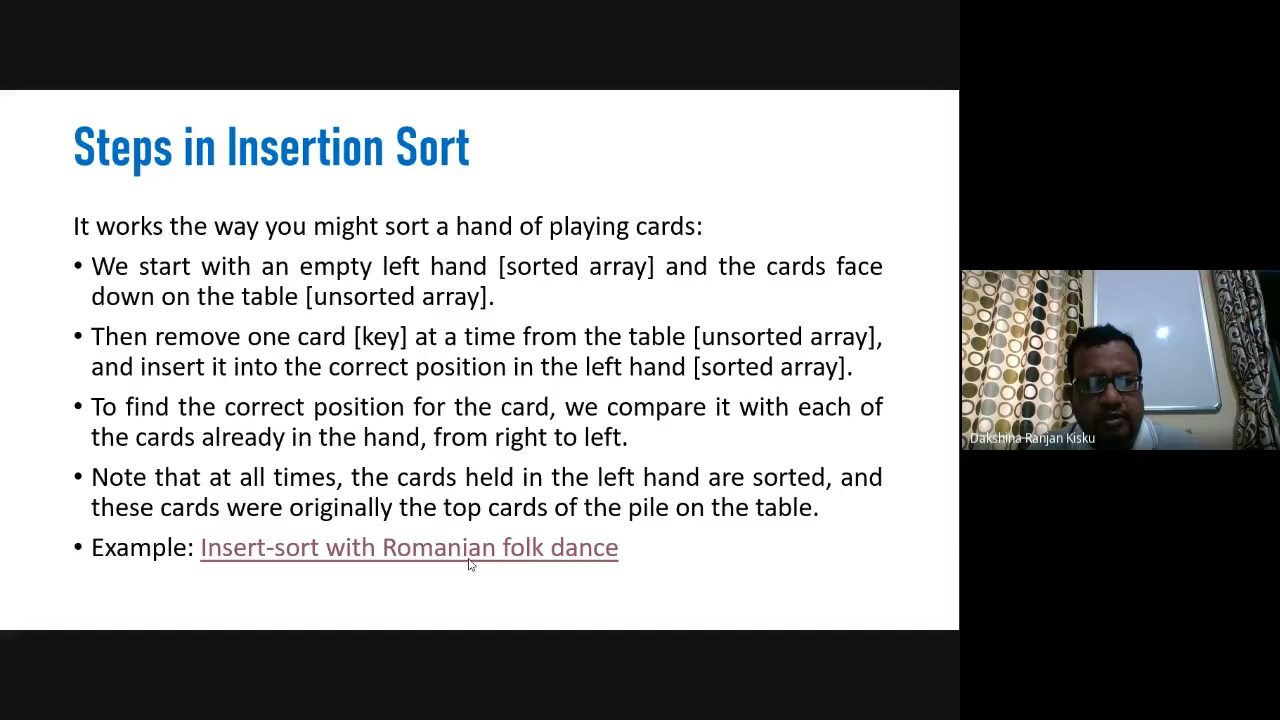 Steps in Insertion Sort
It works the way you might sort a hand of playing cards:
• We start with an empty left hand [sorted array] and the cards face
down on the table [unsorted array].
• Then remove one card [key] at a time from the table [unsorted array],
and insert it into the correct position in the left hand [sorted array].
• To find the correct position for the card, we compare it with each of
the cards already in the hand, from right to left.
• Note that at all times, the cards held in the left hand are sorted, and
these cards were originally the top cards of the pile on the table.
• Example: Insert-sort with Romanian folk dance
Dakshina Ranjan Kisku